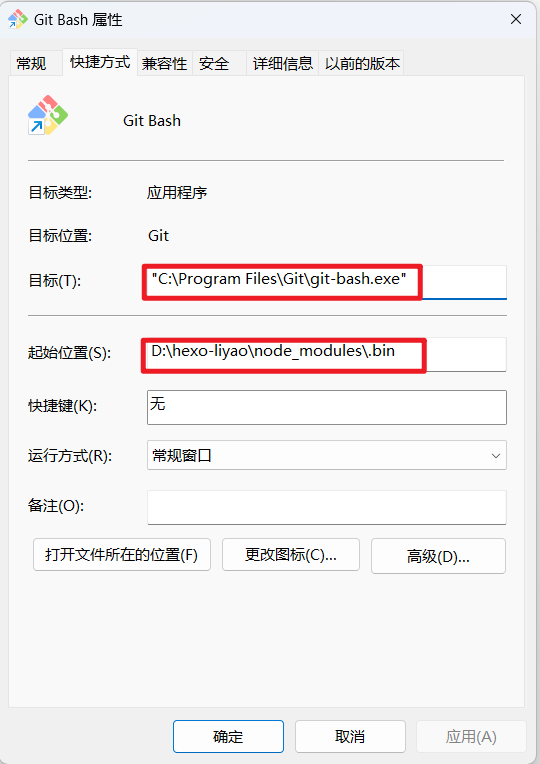 Git Bash 属性
常规 快捷方式 兼容性 安全 详细信息 以前的版本
Git Bash
目标类型: 应用程序
目标位置: Git
目标(T): "C:\Program Files\Git\git-bash.exe"
起始位置(S): D:\hexo-liyao\node_modules\.bin
快捷键(K): 无
运行方式(R): 常规窗口
备注(O):
打开文件所在的位置(F) 更改图标(C)... 高级(D)...
确定 取消 应用(A)